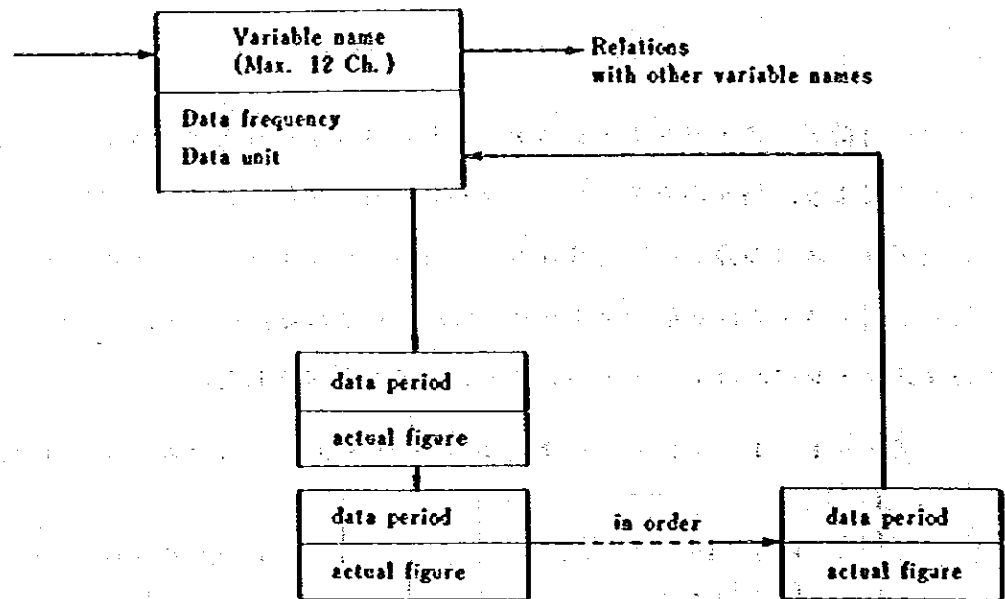 Variable name
(Max. 12 Ch.)
Relations
with other variable names
Data frequency
Data unit
data period
actual figure
data period
in order
data period
actual figure
actual figure